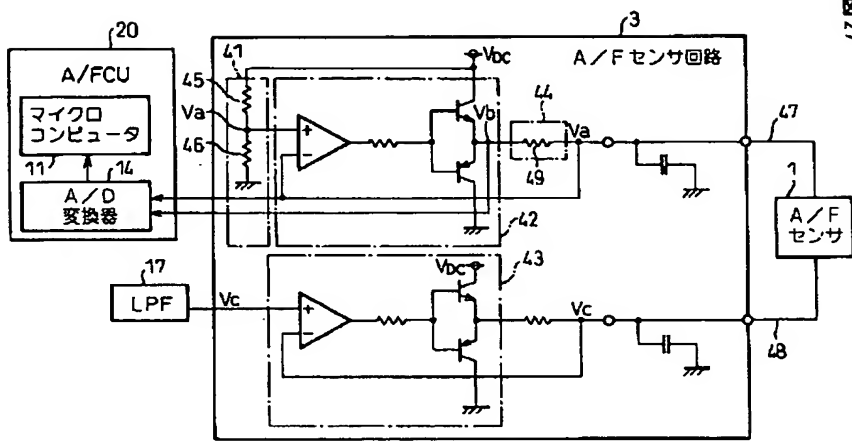 20
A/FCU
マイクロ
コンピュータ
11
14
A/D
変換器
17
LPF
Vc
3
A/Fセンサ回路
41
45
Va
46
VDC
Vb
44
Va
49
42
47
1
A/F
センサ
43
VDC
Vc
48